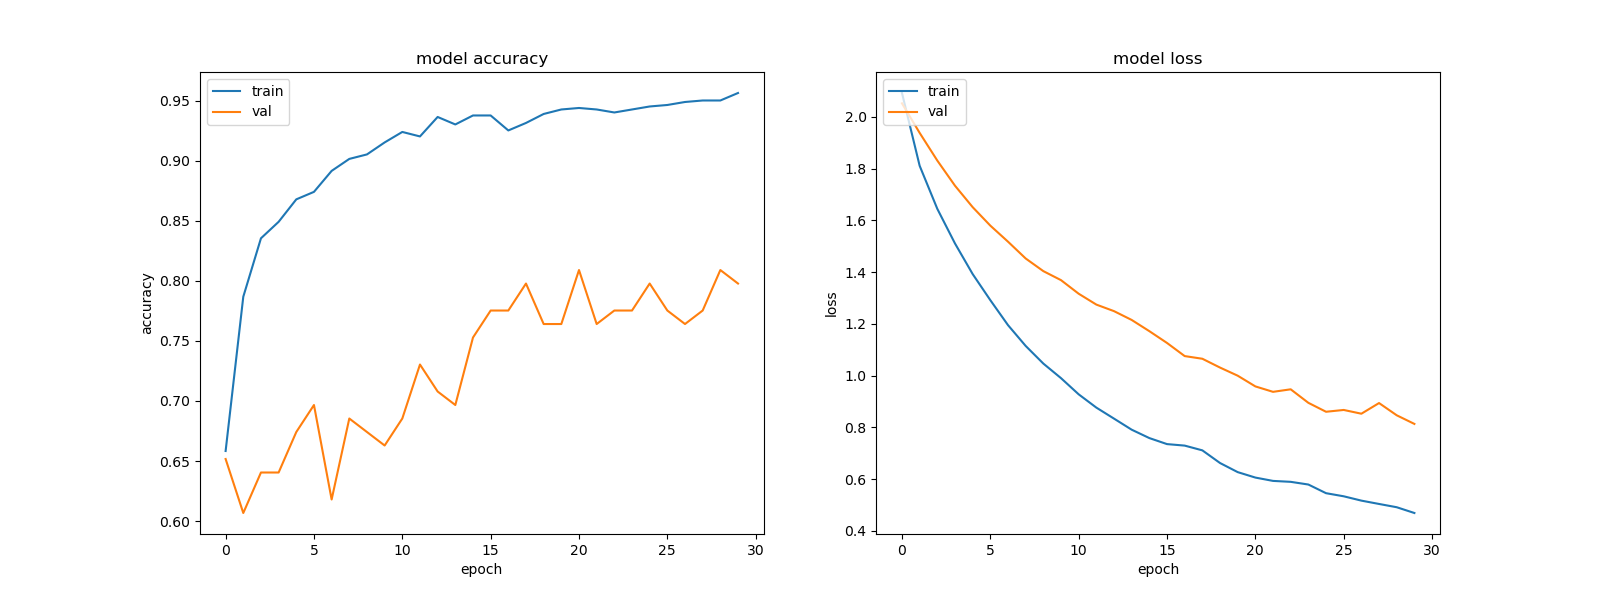 model accuracy
train
val
0.95
0.90
0.85
0.80
0.75
0.70
0.65
0.60
accuracy
0 5 10 15 20 25 30
epoch
model loss
train
val
2.0
1.8
1.6
1.4
1.2
1.0
0.8
0.6
0.4
loss
0 5 10 15 20 25 30
epoch